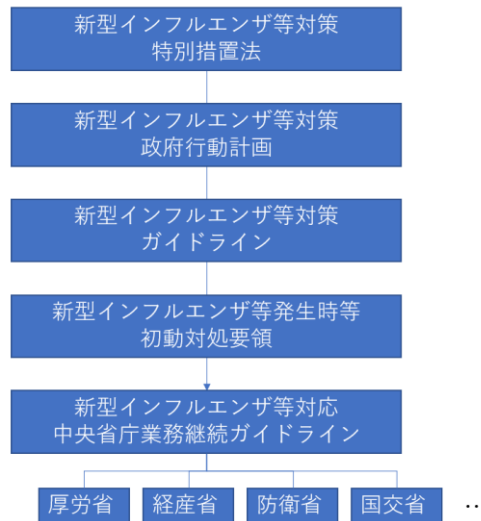 新型インフルエンザ等対策
特別措置法
新型インフルエンザ等対策
政府行動計画
新型インフルエンザ等対策
ガイドライン
新型インフルエンザ等発生時等
初動対処要領
新型インフルエンザ等対応
中央省庁業務継続ガイドライン
厚労省 経産省 防衛省 国交省 ‥